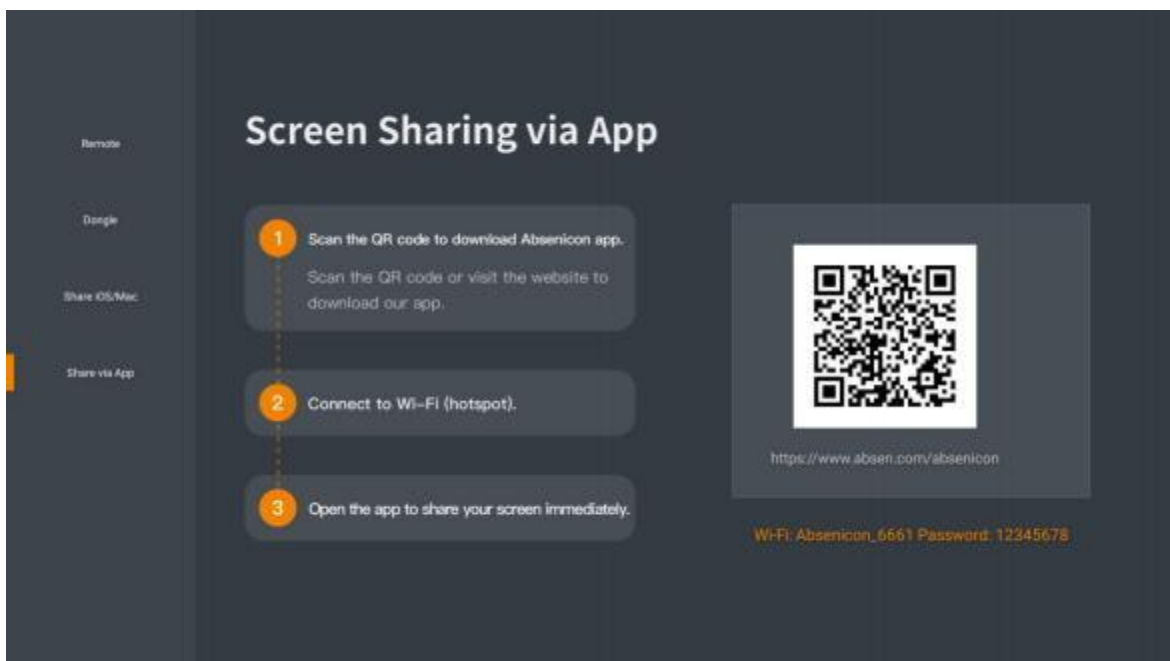 Remote
Dongle
Share iOS/Mac
Share via App
Screen Sharing via App
1
Scan the QR code to download Absenicon app.
Scan the QR code or visit the website to
download our app.
2
Connect to Wi-Fi (hotspot).
3
Open the app to share your screen immediately.
https://www.absen.com/absenicon
Wi-Fi: Absenicon_6661 Password: 12345678